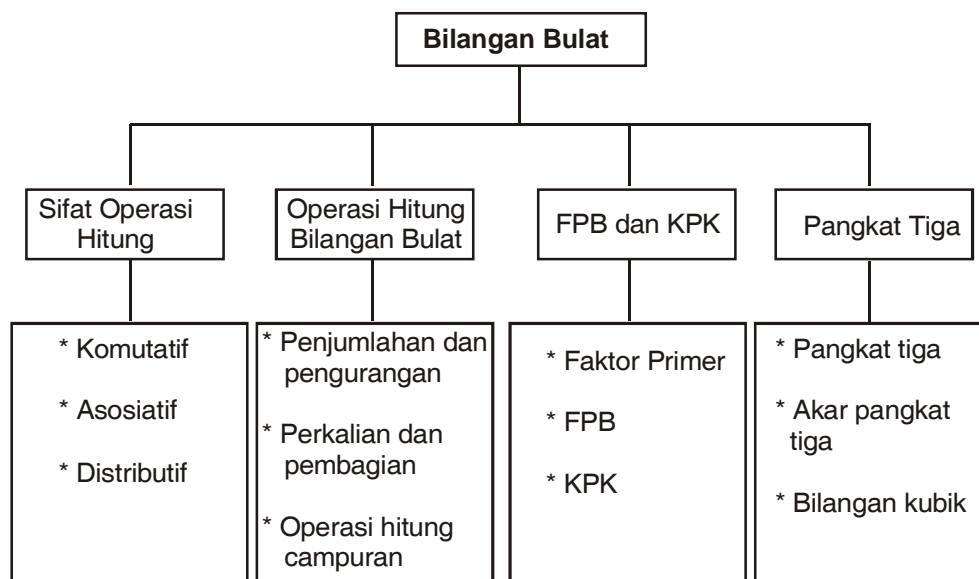 Bilangan Bulat
Sifat Operasi
Hitung
Operasi Hitung
Bilangan Bulat
FPB dan KPK
Pangkat Tiga
* Komutatif
* Asosiatif
* Distributif
* Penjumlahan dan
pengurangan
* Perkalian dan
pembagian
* Operasi hitung
campuran
* Faktor Primer
* FPB
* KPK
* Pangkat tiga
* Akar pangkat
tiga
* Bilangan kubik